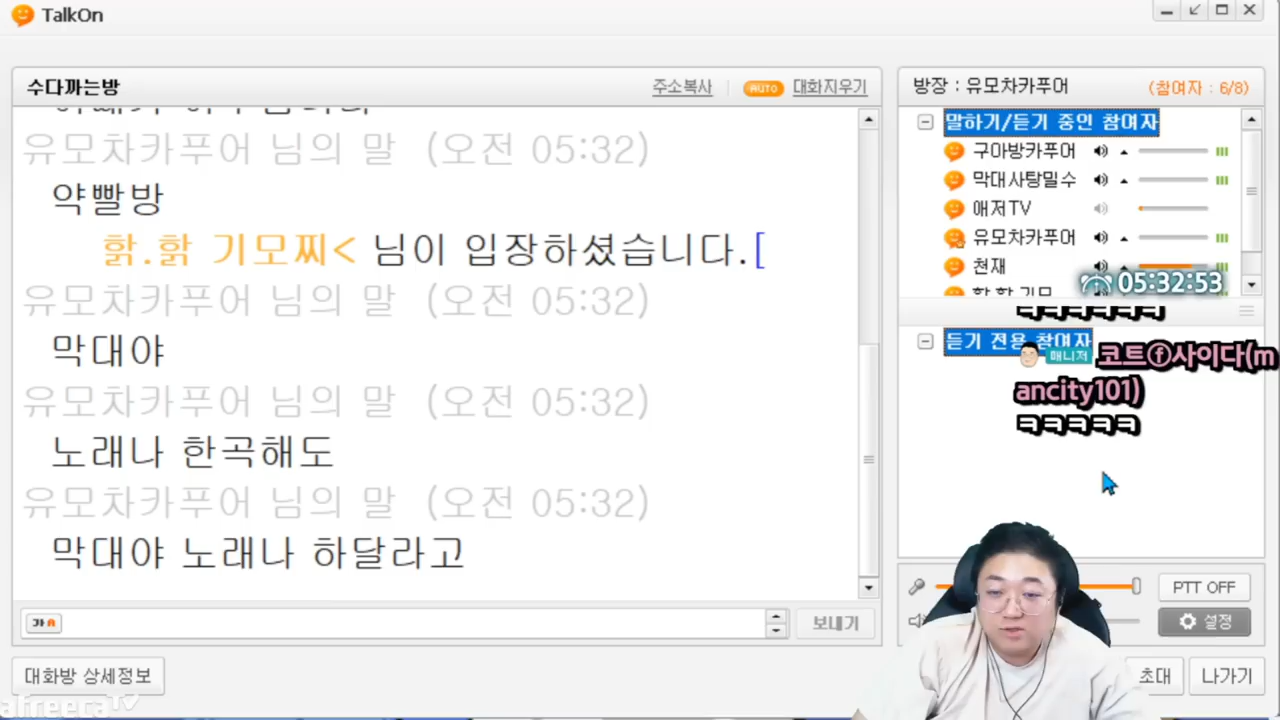 TalkOn
수다까는방
주소복사
AUTO
대화지우기
유모차카푸어 님의 말 (오전 05:32)
약빨방
핡.핡 기모찌< 님이 입장하셨습니다.[
유모차카푸어 님의 말 (오전 05:32)
막대야
유모차카푸어 님의 말 (오전 05:32)
노래나 한곡해도
유모차카푸어 님의 말 (오전 05:32)
막대야 노래나 하달라고
가A
보내기
대화방 상세정보
afreecaTV
방장 : 유모차카푸어
(참여자 : 6/8)
말하기/듣기 중인 참여자
구아방카푸어
막대사탕밀수
애저TV
유모차카푸어
천재
05:32:53
듣기 전용 참여자
매니저 코트ⓕ사이다(m
ancity101)
ㅋㅋㅋㅋㅋ
PTT OFF
설정
초대
나가기